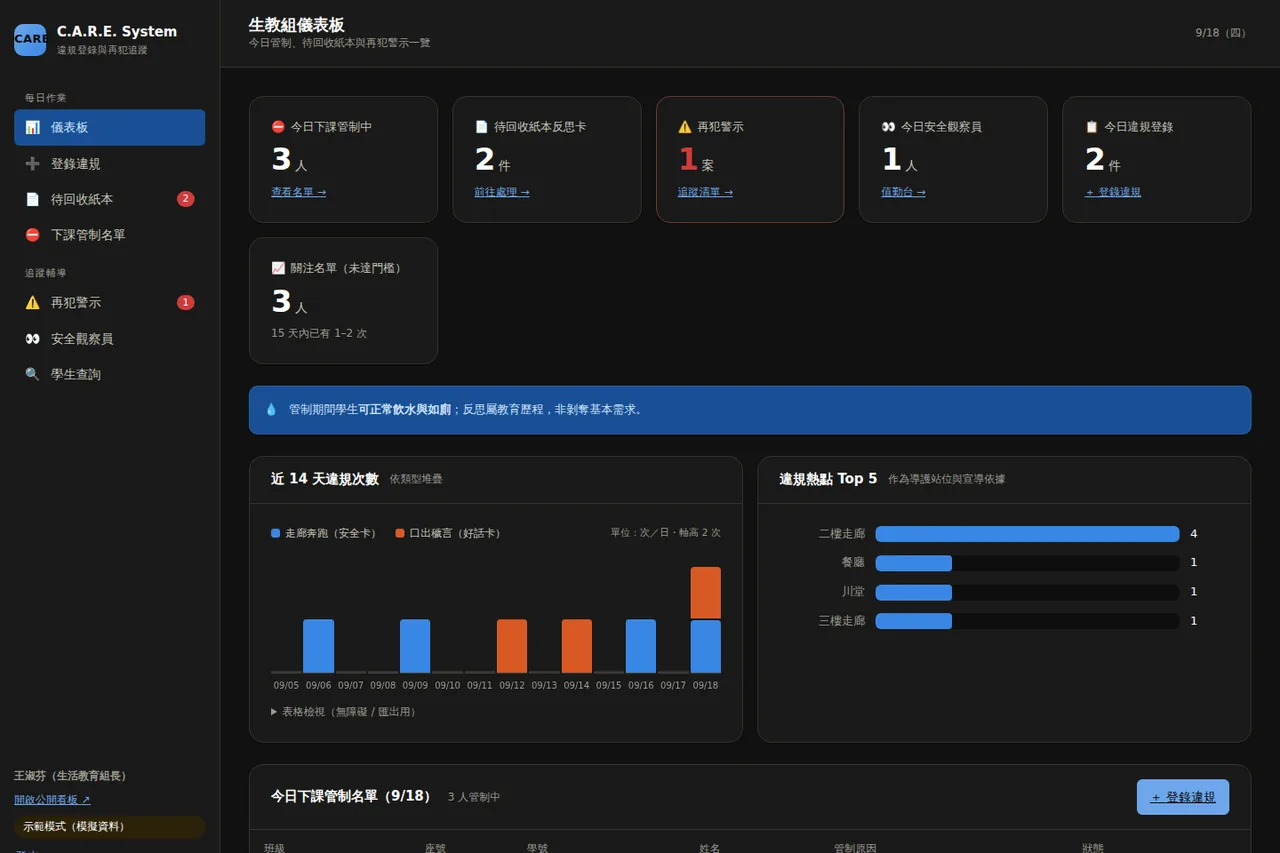 CARE
C.A.R.E. System
違規登錄與再犯追蹤
每日作業
儀表板
登錄違規
待回收紙本 2
下課管制名單
追蹤輔導
再犯警示 1
安全觀察員
學生查詢
王淑芬（生活教育組長）
開啟公開看板 ↗
示範模式（模擬資料）
生教組儀表板
今日管制、待回收紙本與再犯警示一覽
9/18（四）
今日下課管制中
3 人
查看名單 →
待回收紙本反思卡
2 件
前往處理 →
再犯警示
1 案
追蹤清單 →
今日安全觀察員
1 人
值勤台 →
今日違規登錄
2 件
＋ 登錄違規
關注名單（未達門檻）
3 人
15 天內已有 1–2 次
管制期間學生可正常飲水與如廁；反思屬教育歷程，非剝奪基本需求。
近 14 天違規次數 依類型堆疊
走廊奔跑（安全卡） 口出穢言（好話卡） 單位：次／日・軸高 2 次
09/05 09/06 09/07 09/08 09/09 09/10 09/11 09/12 09/13 09/14 09/15 09/16 09/17 09/18
▶ 表格檢視（無障礙 / 匯出用）
違規熱點 Top 5 作為導護站位與宣導依據
二樓走廊 4
餐廳 1
川堂 1
三樓走廊 1
今日下課管制名單（9/18） 3 人管制中
＋ 登錄違規
班級 座號 學號 姓名 管制原因 狀態